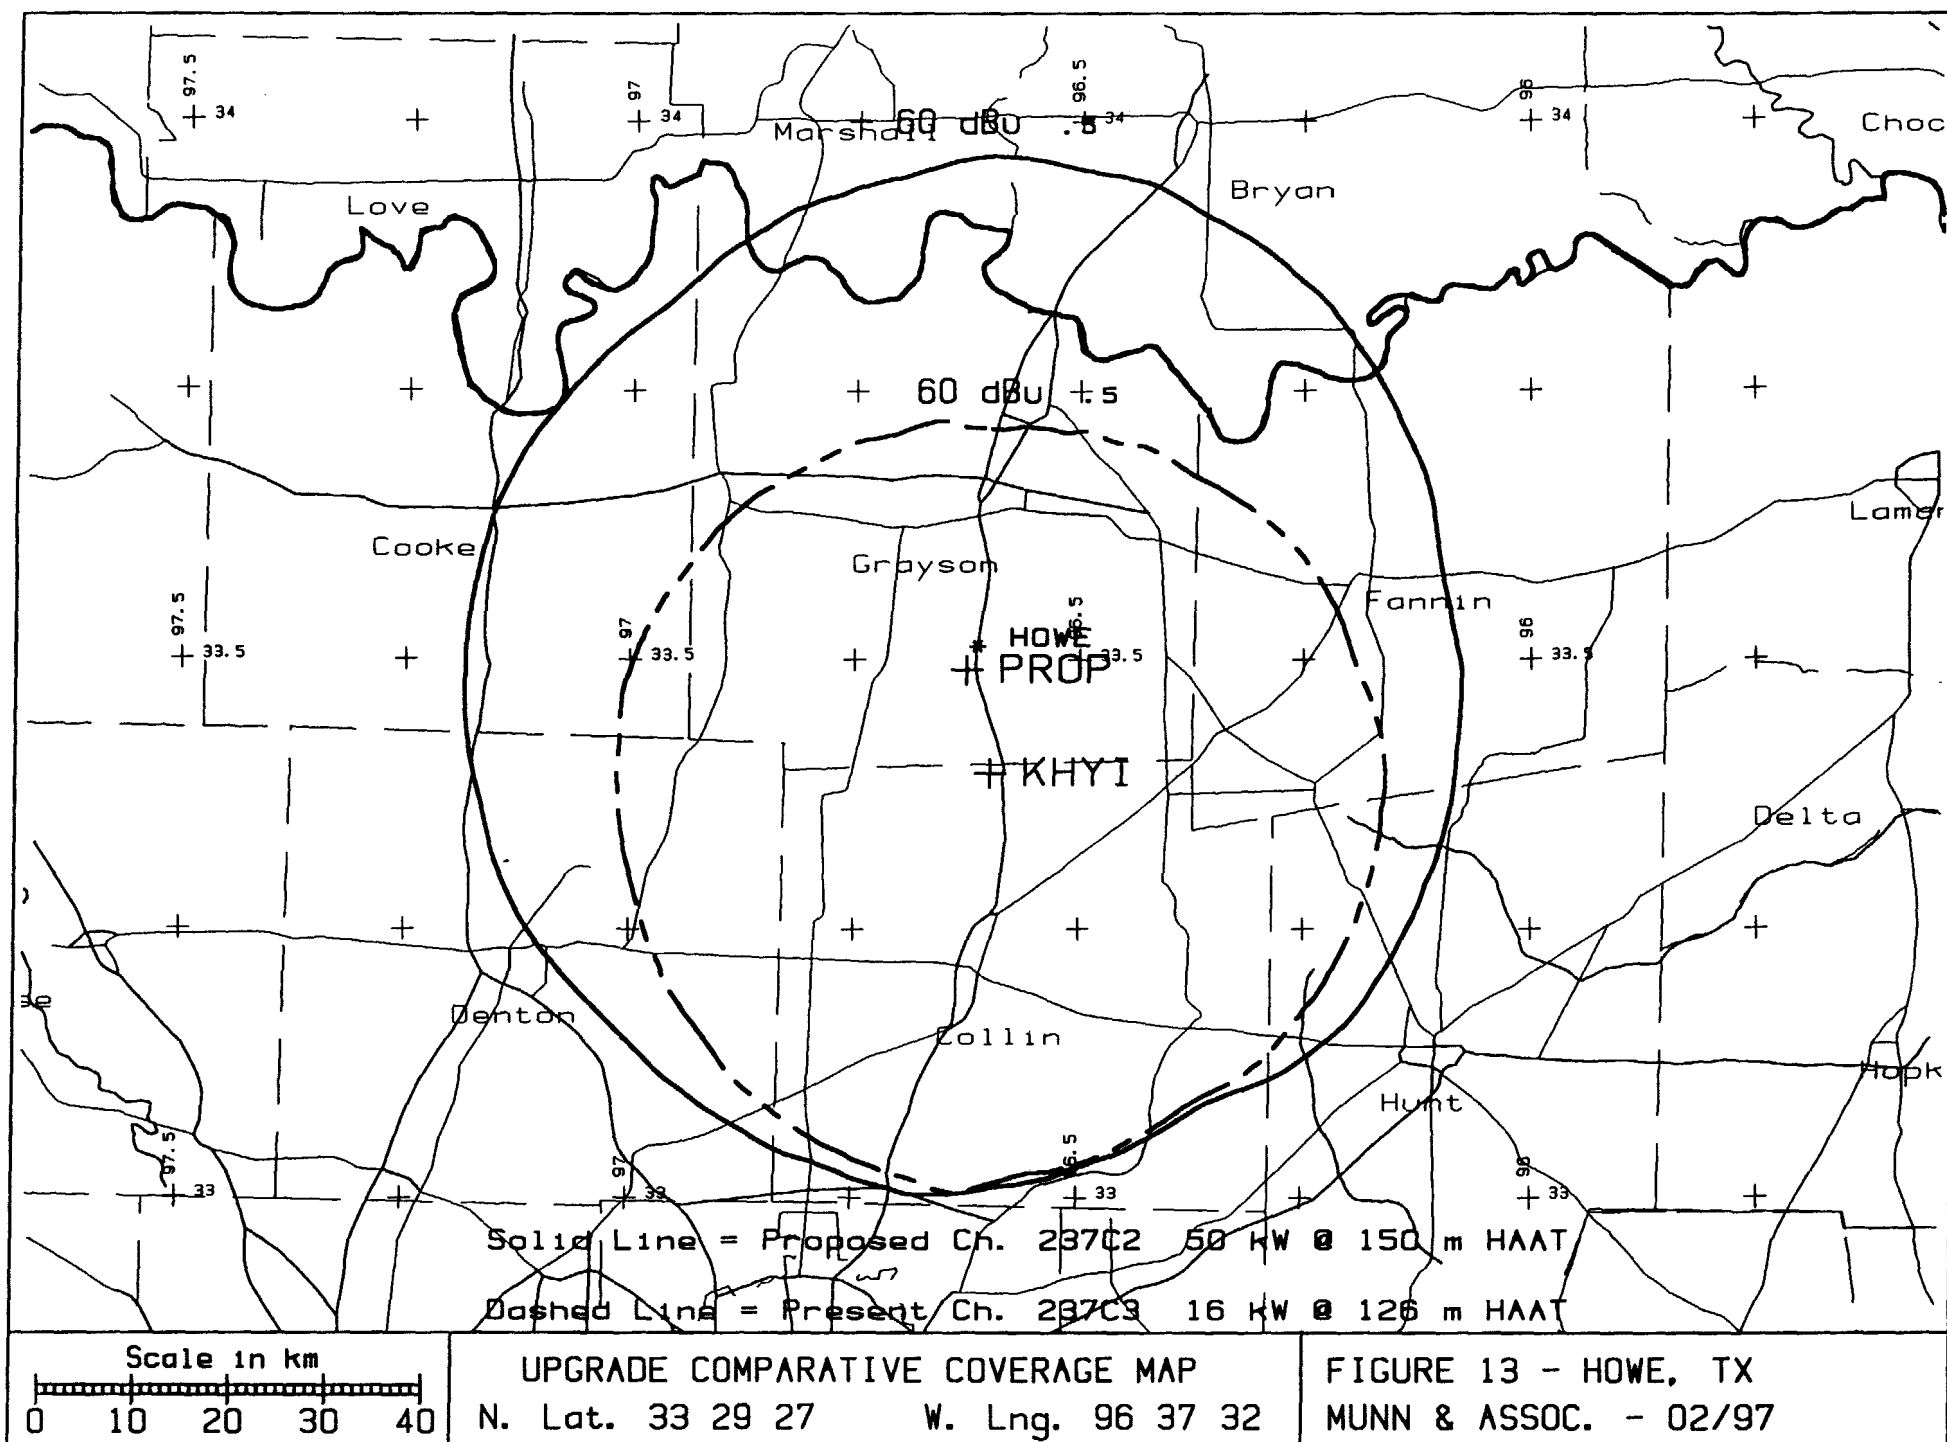 97.5
97
96.5
96
34
34
34
34
Marshall
60 dBu
.s
Choc
Love
Bryan
60 dBu
.s
Lamar
Cooke
Grayson
Fannin
97.5
97
96.5
96
33.5
33.5
33.5
33.5
HOWE
PROP
KHYI
Delta
se
Denton
Collin
Hopk
Hunt
97.5
97
96.5
96
33
33
33
33
Solid Line = Proposed Ch. 237C2 50 kW @ 150 m HAAT
Dashed Line = Present Ch. 237C3 16 kW @ 126 m HAAT
Scale in km
0 10 20 30 40
UPGRADE COMPARATIVE COVERAGE MAP
N. Lat. 33 29 27 W. Lng. 96 37 32
FIGURE 13 - HOWE, TX
MUNN & ASSOC. - 02/97